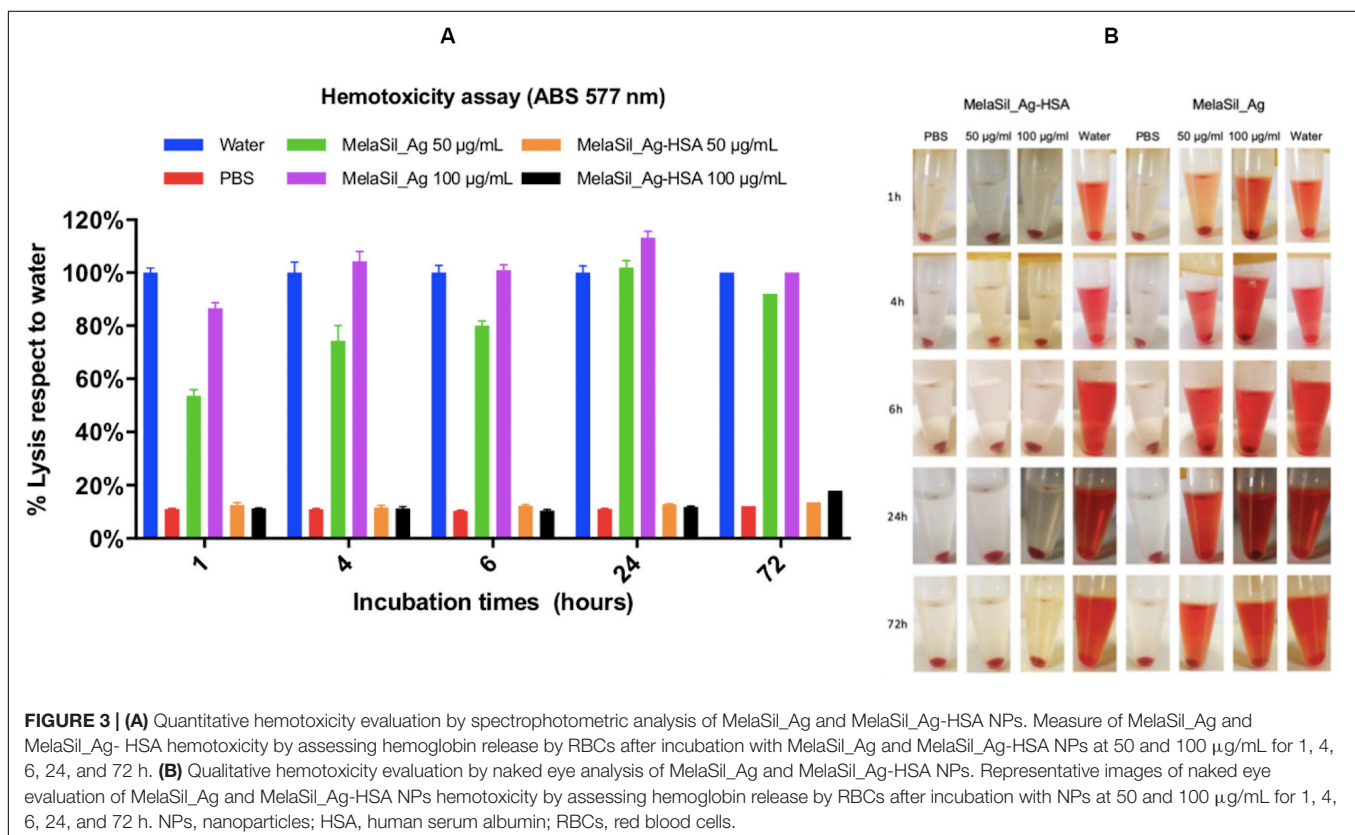 A
B
Hemotoxicity assay (ABS 577 nm)
Water
MelaSil_Ag 50 µg/mL
MelaSil_Ag-HSA 50 µg/mL
PBS
MelaSil_Ag 100 µg/mL
MelaSil_Ag-HSA 100 µg/mL
% Lysis respect to water
120%
100%
80%
60%
40%
20%
0%
1
4
6
24
72
Incubation times (hours)
MelaSil_Ag-HSA
MelaSil_Ag
PBS 50 µg/ml 100 µg/ml Water PBS 50 µg/ml 100 µg/ml Water
1h
4h
6h
24h
72h
FIGURE 3 | (A) Quantitative hemotoxicity evaluation by spectrophotometric analysis of MelaSil_Ag and MelaSil_Ag-HSA NPs. Measure of MelaSil_Ag and
MelaSil_Ag- HSA hemotoxicity by assessing hemoglobin release by RBCs after incubation with MelaSil_Ag and MelaSil_Ag-HSA NPs at 50 and 100 µg/mL for 1, 4,
6, 24, and 72 h. (B) Qualitative hemotoxicity evaluation by naked eye analysis of MelaSil_Ag and MelaSil_Ag-HSA NPs. Representative images of naked eye
evaluation of MelaSil_Ag and MelaSil_Ag-HSA NPs hemotoxicity by assessing hemoglobin release by RBCs after incubation with NPs at 50 and 100 µg/mL for 1, 4,
6, 24, and 72 h. NPs, nanoparticles; HSA, human serum albumin; RBCs, red blood cells.